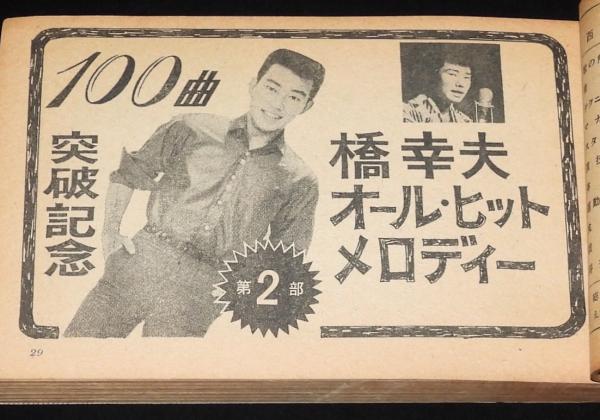 100曲
突破記念
橋幸夫
オール・ヒット
メロディー
第2部
29